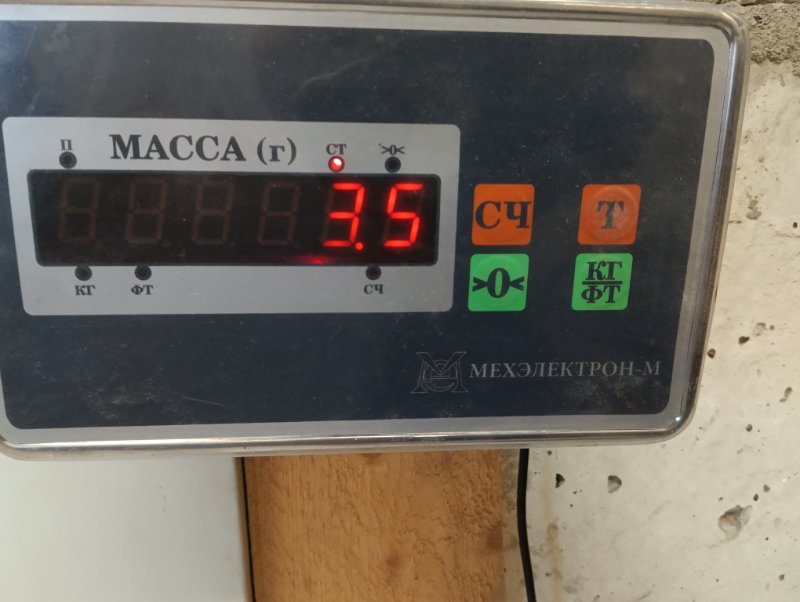 П МАССА (г) СТ >0<
3.5
КГ ФТ СЧ
СЧ Т
>0< КГ/ФТ
МЕХЭЛЕКТРОН-М